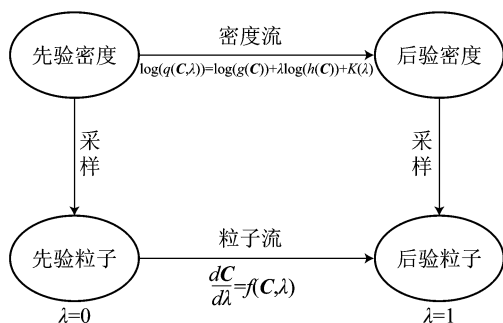 先验密度
密度流
log(q(C,λ))=log(g(C))+λlog(h(C))+K(λ)
后验密度
采样
采样
先验粒子
粒子流
dC/dλ=f(C,λ)
后验粒子
λ=0
λ=1